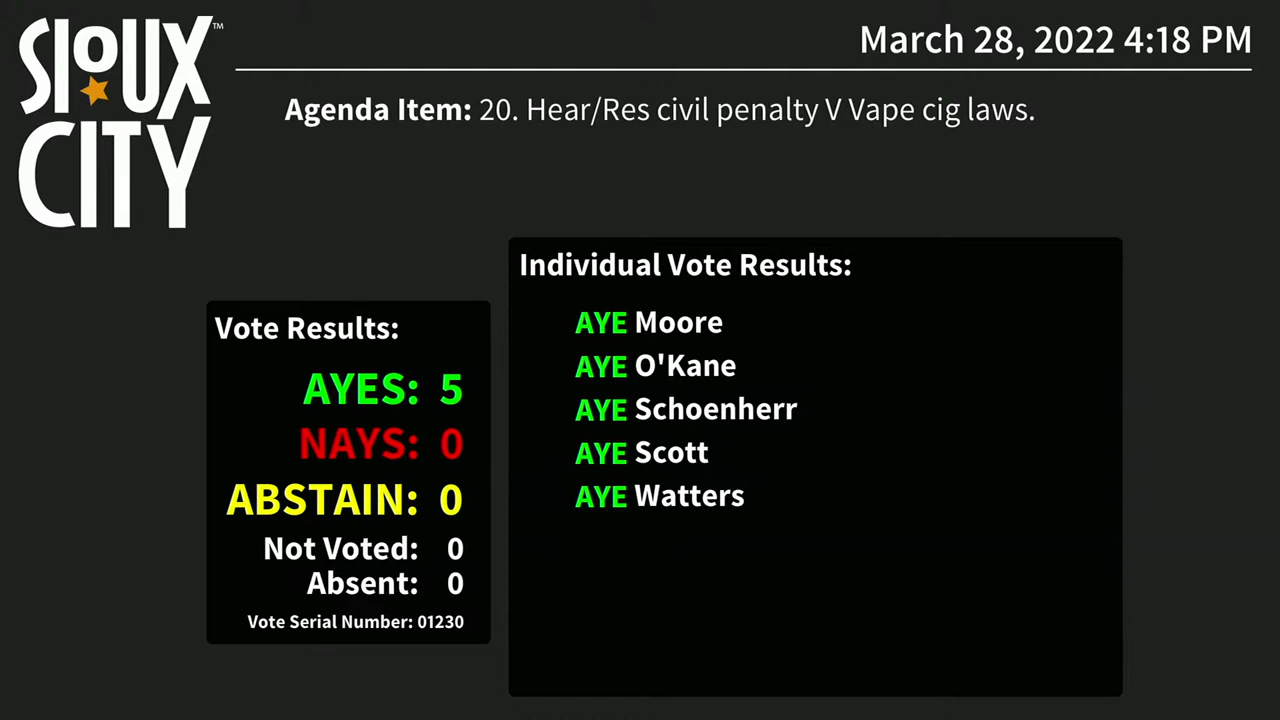 SIOUX™
CITY
March 28, 2022 4:18 PM
Agenda Item: 20. Hear/Res civil penalty V Vape cig laws.
Vote Results:
AYES: 5
NAYS: 0
ABSTAIN: 0
Not Voted: 0
Absent: 0
Vote Serial Number: 01230
Individual Vote Results:
AYE Moore
AYE O'Kane
AYE Schoenherr
AYE Scott
AYE Watters